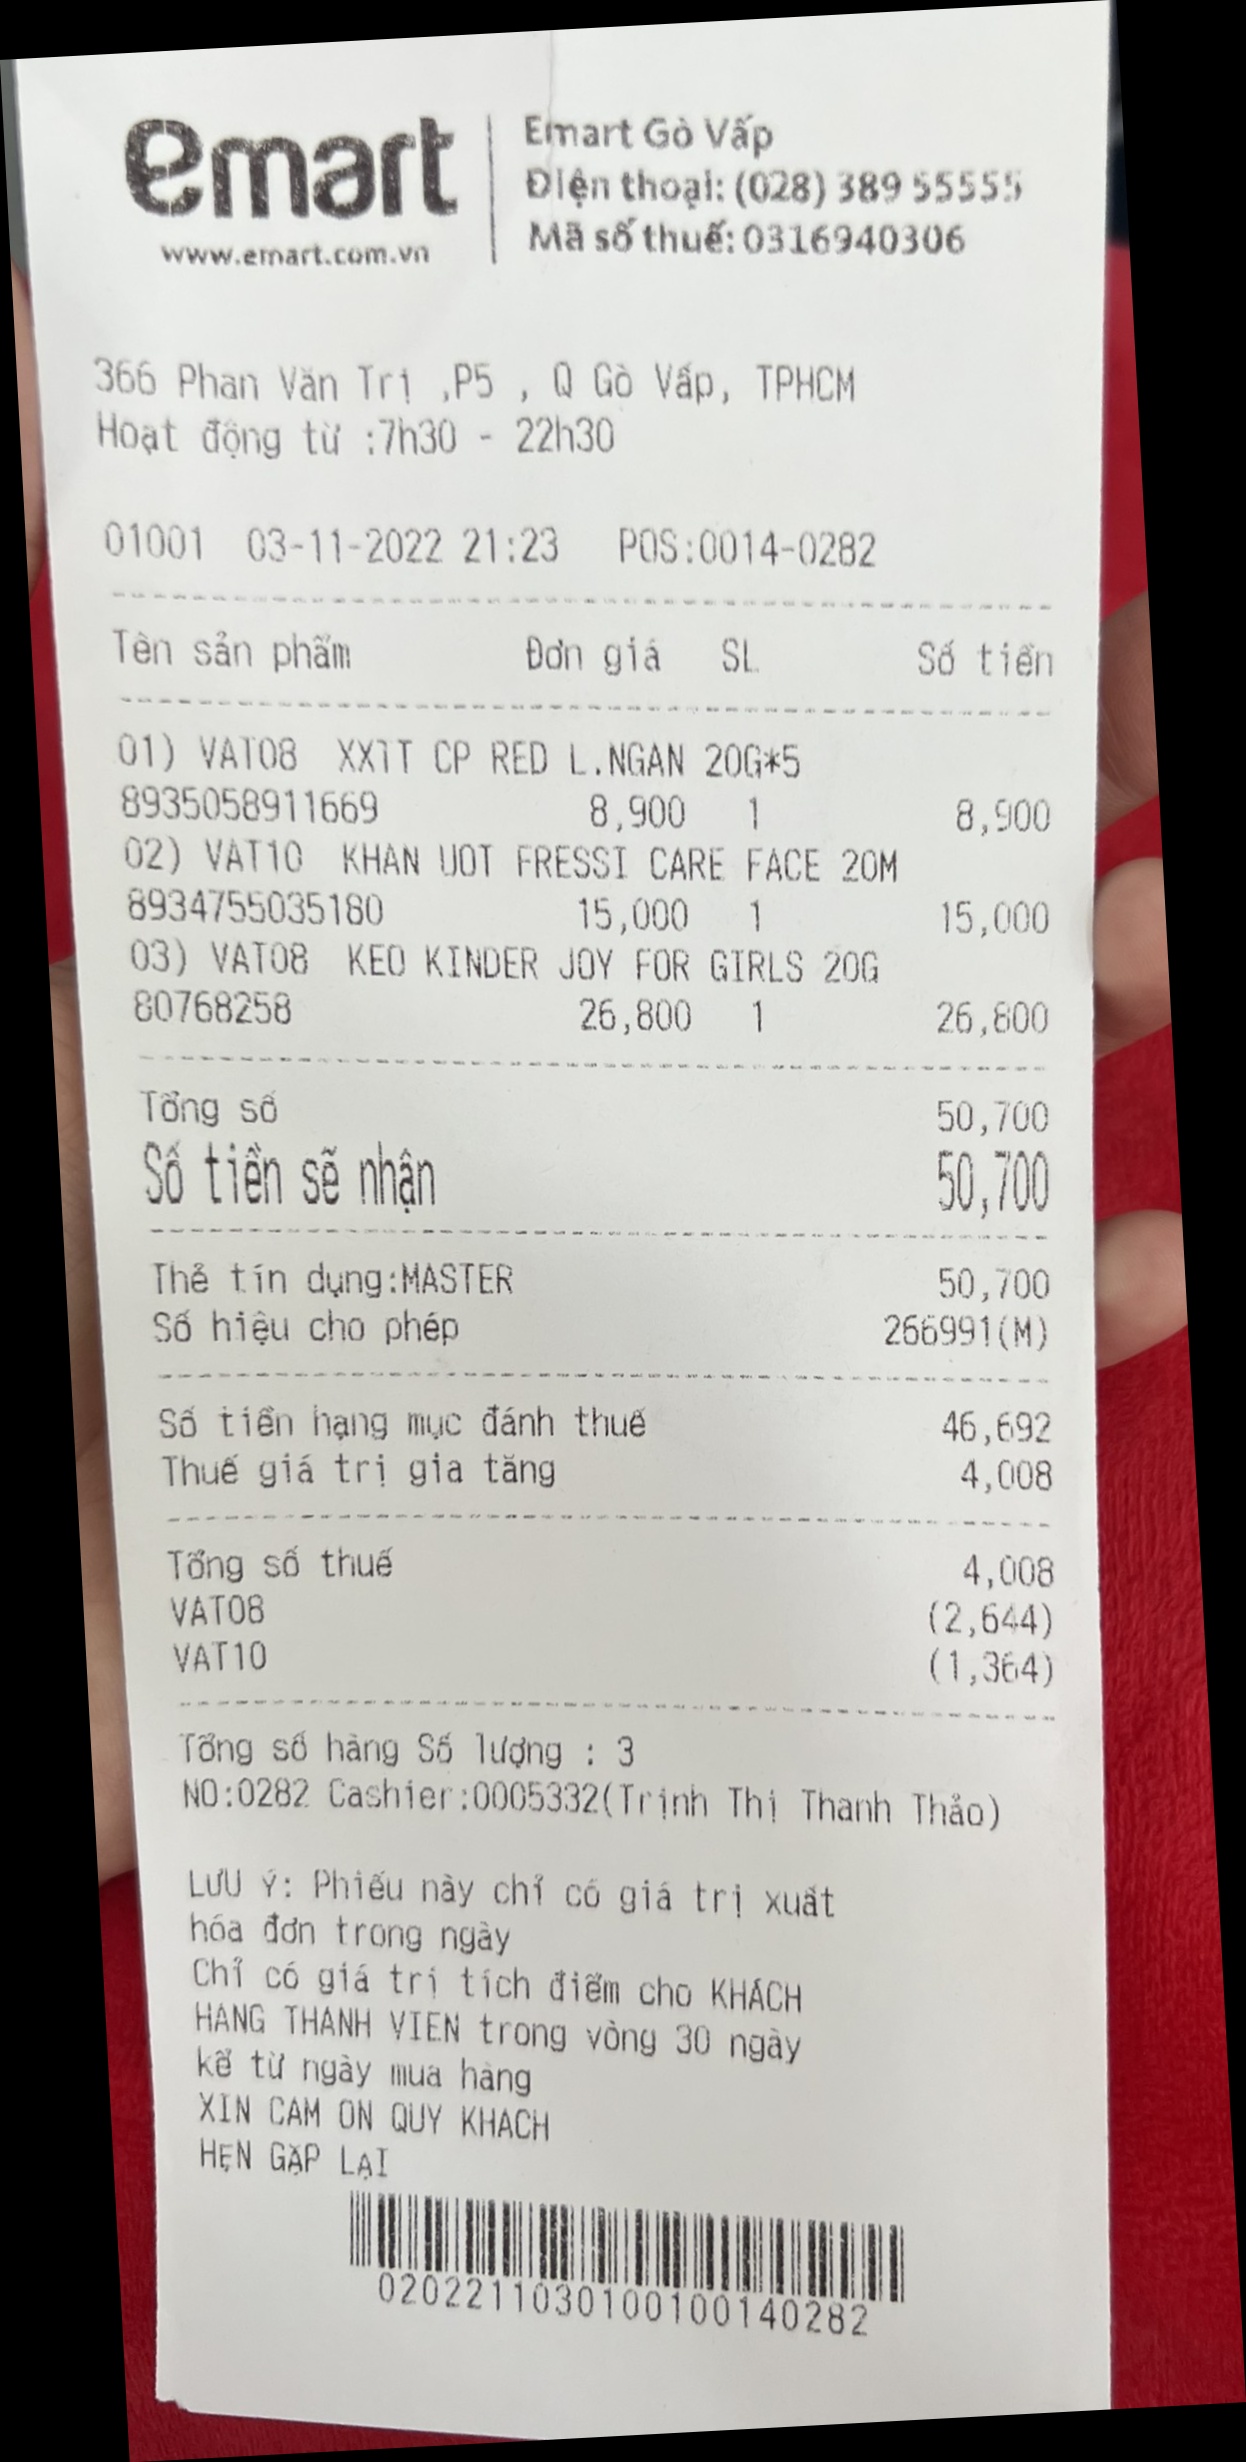 emart
www.emart.com.vn
Emart Gò Vấp
Điện thoại: (028) 389 55555
Mã số thuế: 0316940306
366 Phan Văn Trị ,P5 , Q Gò Vấp, TPHCM
Hoạt động từ :7h30 - 22h30
01001 03-11-2022 21:23 POS:0014-0282
Tên sản phẩm Đơn giá SL Số tiền
01) VAT08 XX1T CP RED L.NGAN 20G*5
8935058911669 8,900 1 8,900
02) VAT10 KHAN UOT FRESSI CARE FACE 20M
8934755035180 15,000 1 15,000
03) VAT08 KEO KINDER JOY FOR GIRLS 20G
80768258 26,800 1 26,800
Tổng số 50,700
Số tiền sẽ nhận 50,700
Thẻ tín dụng:MASTER 50,700
Số hiệu cho phép 266991(M)
Số tiền hạng mục đánh thuế 46,692
Thuế giá trị gia tăng 4,008
Tổng số thuế 4,008
VAT08 (2,644)
VAT10 (1,364)
Tổng số hàng Số lượng : 3
NO:0282 Cashier:0005332(Trịnh Thị Thanh Thảo)
LƯU Ý: Phiếu này chỉ có giá trị xuất
hóa đơn trong ngày
Chỉ có giá trí tích điểm cho KHÁCH
HÀNG THÀNH VIÊN trong vòng 30 ngày
kể từ ngày mua hàng
XIN CAM ON QUY KHACH
HẸN GẶP LẠI
0202211030100100140282